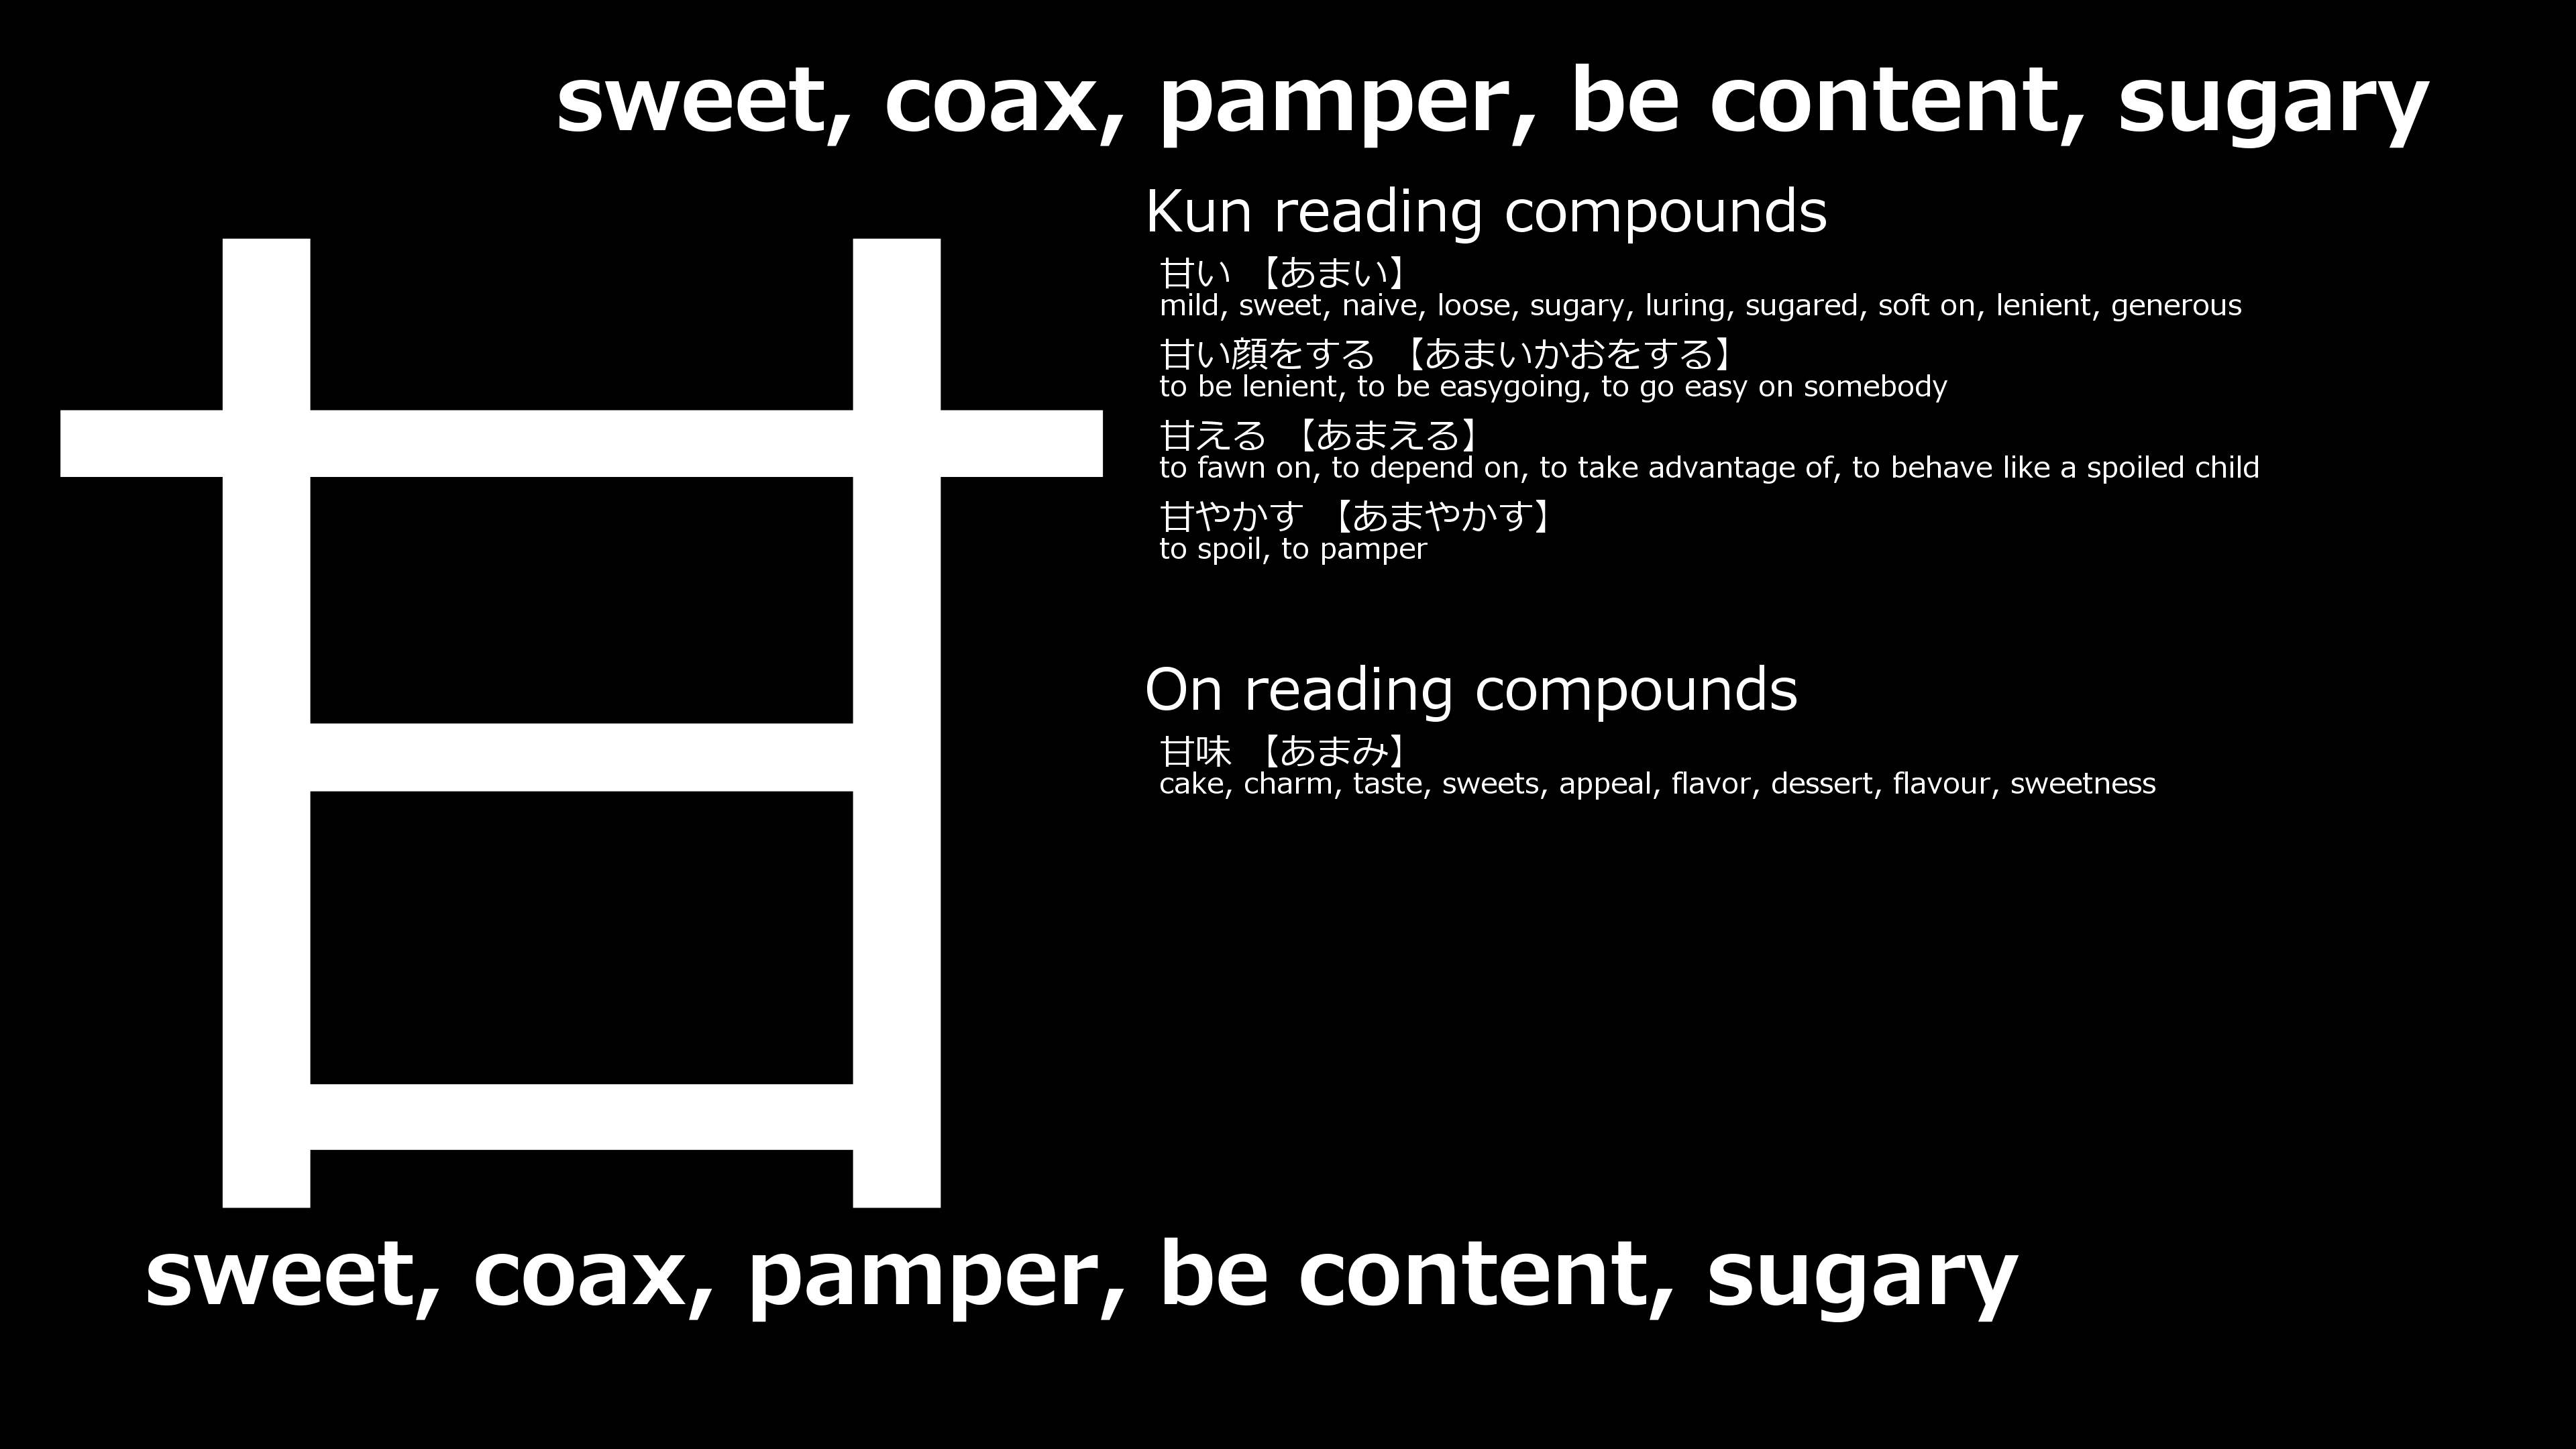 sweet, coax, pamper, be content, sugary
甘
Kun reading compounds
甘い 【あまい】
mild, sweet, naive, loose, sugary, luring, sugared, soft on, lenient, generous
甘い顔をする 【あまいかおをする】
to be lenient, to be easygoing, to go easy on somebody
甘える 【あまえる】
to fawn on, to depend on, to take advantage of, to behave like a spoiled child
甘やかす 【あまやかす】
to spoil, to pamper
On reading compounds
甘味 【あまみ】
cake, charm, taste, sweets, appeal, flavor, dessert, flavour, sweetness
sweet, coax, pamper, be content, sugary